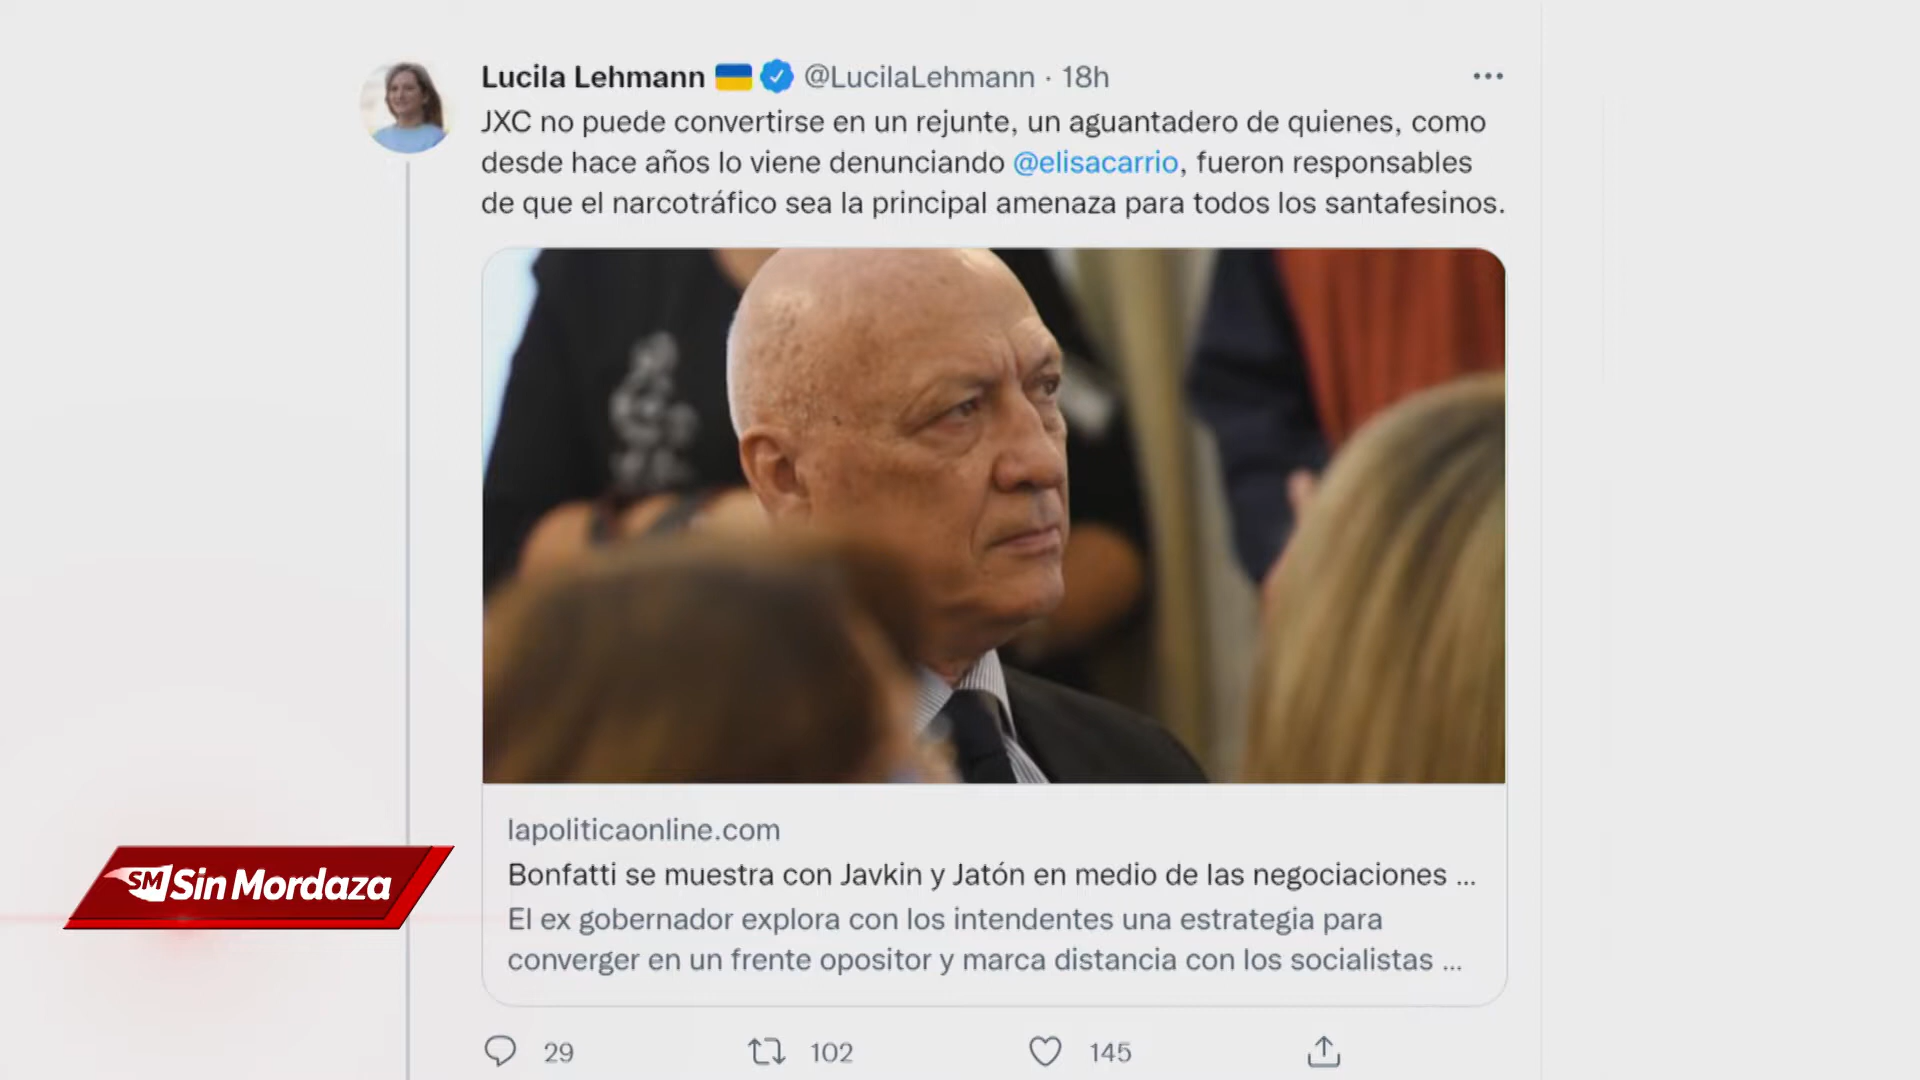 Lucila Lehmann @LucilaLehmann · 18h
JXC no puede convertirse en un rejunte, un aguantadero de quienes, como
desde hace años lo viene denunciando @elisacarrio, fueron responsables
de que el narcotráfico sea la principal amenaza para todos los santafesinos.
lapoliticaonline.com
Bonfatti se muestra con Javkin y Jatón en medio de las negociaciones ...
El ex gobernador explora con los intendentes una estrategia para
converger en un frente opositor y marca distancia con los socialistas ...
29 102 145
SM Sin Mordaza